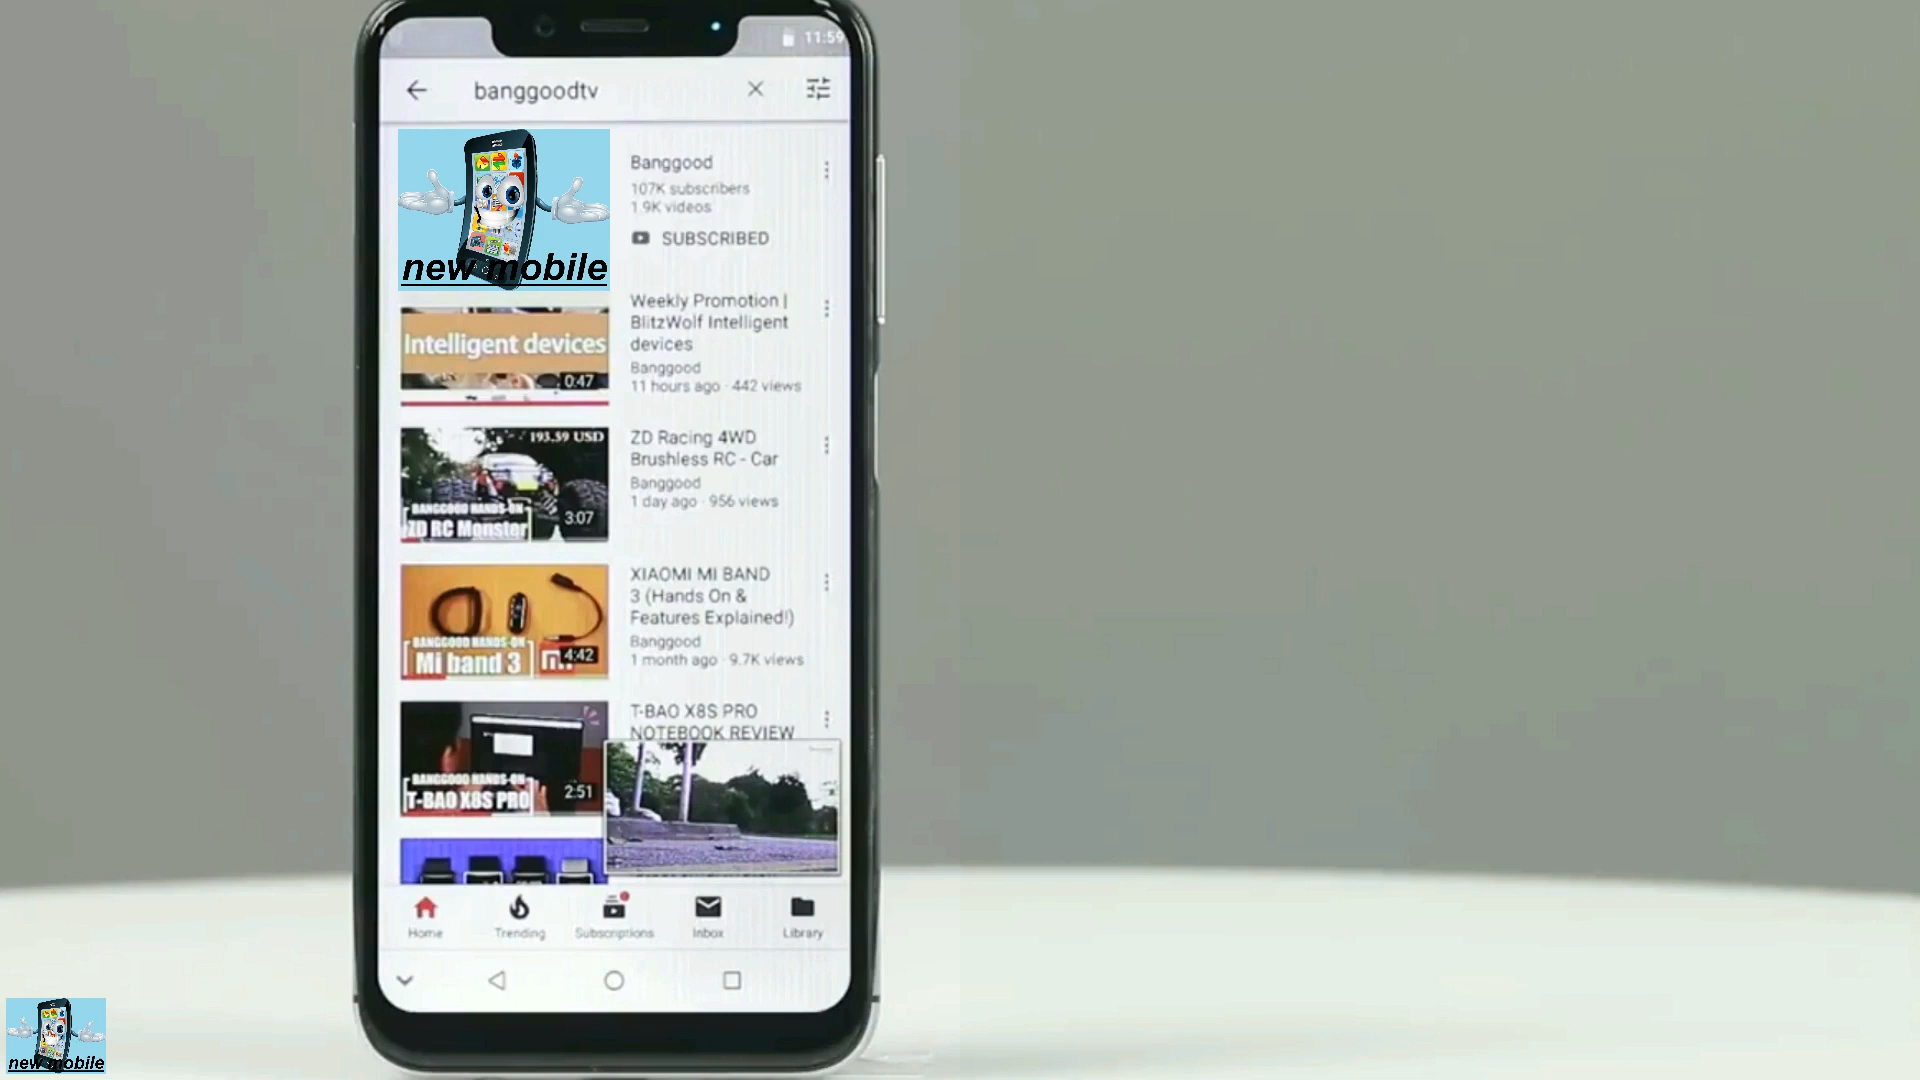 11:59
banggoodtv
new mobile
Banggood
107K subscribers
1.9K videos
SUBSCRIBED
Intelligent devices
0:47
Weekly Promotion |
BlitzWolf Intelligent
devices
Banggood
11 hours ago · 442 views
193.59 USD
BANGGOOD HANDS-ON
ZD RC Monster
3:07
ZD Racing 4WD
Brushless RC - Car
Banggood
1 day ago · 956 views
BANGGOOD HANDS-ON
Mi band 3
4:42
XIAOMI MI BAND
3 (Hands On &
Features Explained!)
Banggood
1 month ago · 9.7K views
BANGGOOD HANDS-ON
T-BAO X8S PRO
2:51
T-BAO X8S PRO
NOTEBOOK REVIEW
Home
Trending
Subscriptions
Inbox
Library
new mobile